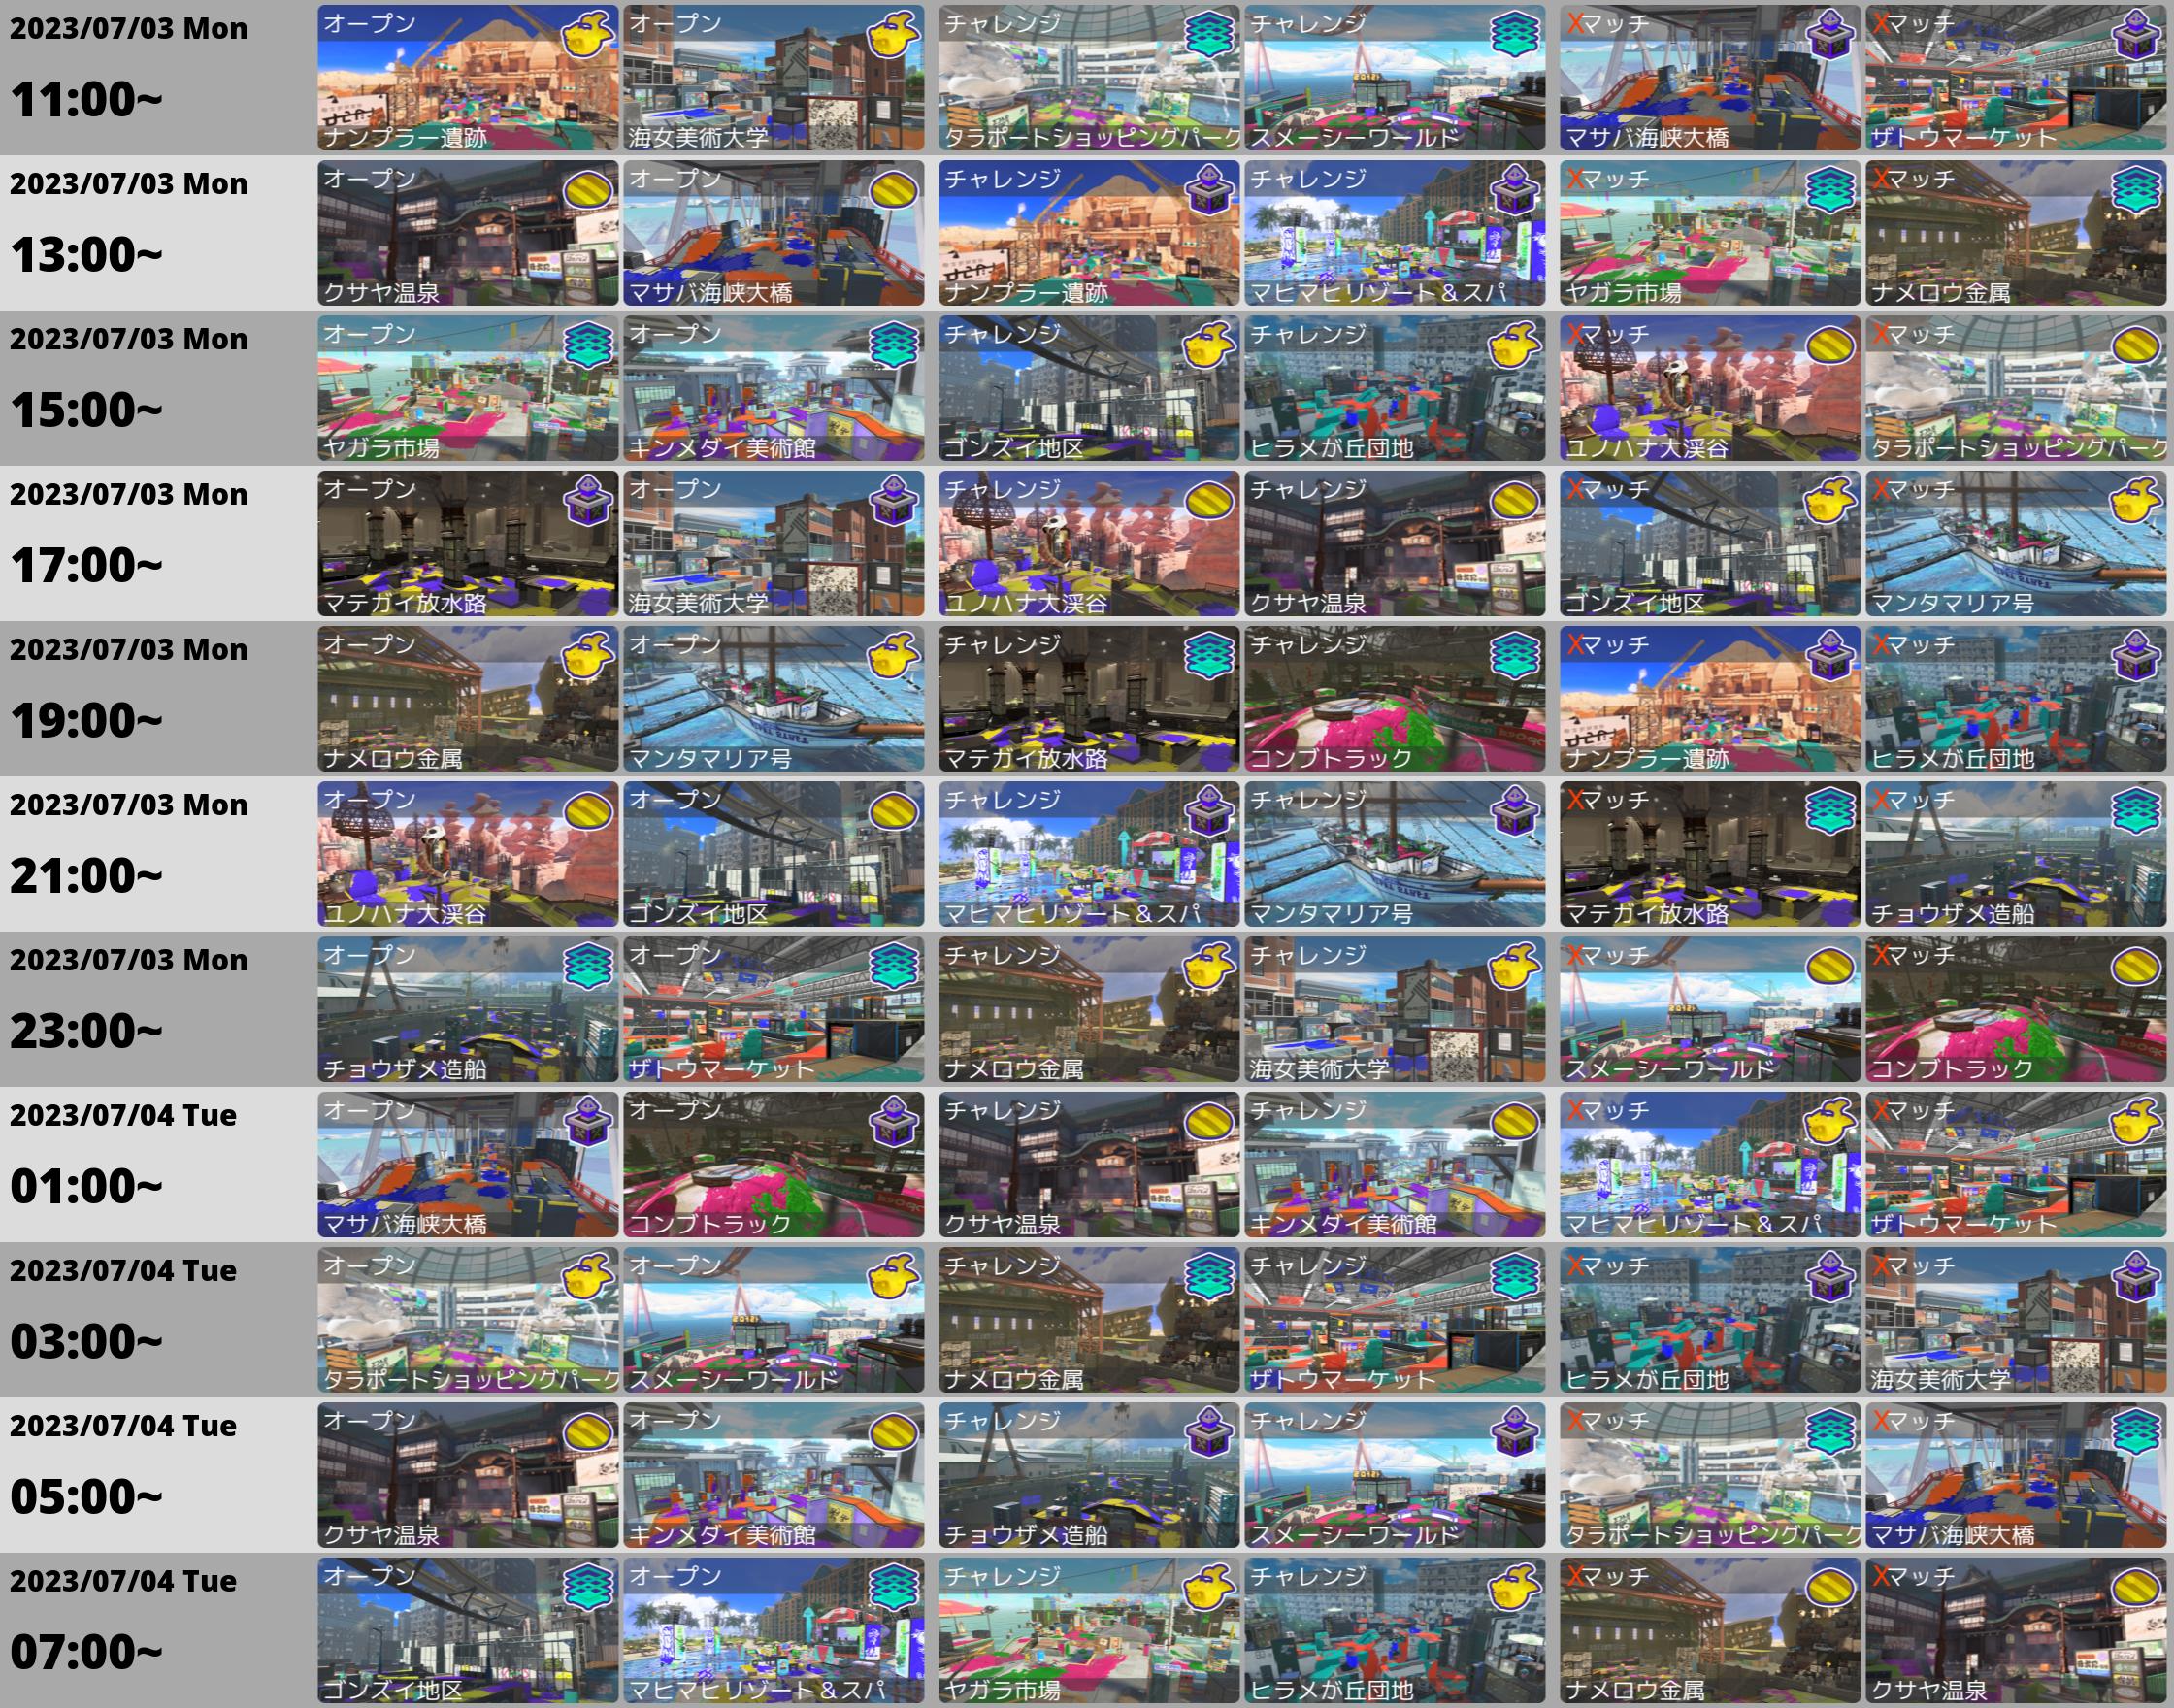 2023/07/03 Mon
11:00~
オープン オープン チャレンジ チャレンジ Xマッチ Xマッチ
ナンプラー遺跡 海女美術大学 タラポートショッピングパーク スメーシーワールド マサバ海峡大橋 ザトウマーケット
2023/07/03 Mon
13:00~
オープン オープン チャレンジ チャレンジ Xマッチ Xマッチ
クサヤ温泉 マサバ海峡大橋 ナンプラー遺跡 マヒマヒリゾート&スパ ヤガラ市場 ナメロウ金属
2023/07/03 Mon
15:00~
オープン オープン チャレンジ チャレンジ Xマッチ Xマッチ
ヤガラ市場 キンメダイ美術館 ゴンズイ地区 ヒラメが丘団地 ユノハナ大渓谷 タラポートショッピングパーク
2023/07/03 Mon
17:00~
オープン オープン チャレンジ チャレンジ Xマッチ Xマッチ
マテガイ放水路 海女美術大学 ユノハナ大渓谷 クサヤ温泉 ゴンズイ地区 マンタマリア号
2023/07/03 Mon
19:00~
オープン オープン チャレンジ チャレンジ Xマッチ Xマッチ
ナメロウ金属 マンタマリア号 マテガイ放水路 コンブトラック ナンプラー遺跡 ヒラメが丘団地
2023/07/03 Mon
21:00~
オープン オープン チャレンジ チャレンジ Xマッチ Xマッチ
ユノハナ大渓谷 ゴンズイ地区 マヒマヒリゾート&スパ マンタマリア号 マテガイ放水路 チョウザメ造船
2023/07/03 Mon
23:00~
オープン オープン チャレンジ チャレンジ Xマッチ Xマッチ
チョウザメ造船 ザトウマーケット ナメロウ金属 海女美術大学 スメーシーワールド コンブトラック
2023/07/04 Tue
01:00~
オープン オープン チャレンジ チャレンジ Xマッチ Xマッチ
マサバ海峡大橋 コンブトラック クサヤ温泉 キンメダイ美術館 マヒマヒリゾート&スパ ザトウマーケット
2023/07/04 Tue
03:00~
オープン オープン チャレンジ チャレンジ Xマッチ Xマッチ
タラポートショッピングパーク スメーシーワールド ナメロウ金属 ザトウマーケット ヒラメが丘団地 海女美術大学
2023/07/04 Tue
05:00~
オープン オープン チャレンジ チャレンジ Xマッチ Xマッチ
クサヤ温泉 キンメダイ美術館 チョウザメ造船 スメーシーワールド タラポートショッピングパーク マサバ海峡大橋
2023/07/04 Tue
07:00~
オープン オープン チャレンジ チャレンジ Xマッチ Xマッチ
ゴンズイ地区 マヒマヒリゾート&スパ ヤガラ市場 ヒラメが丘団地 ナメロウ金属 クサヤ温泉